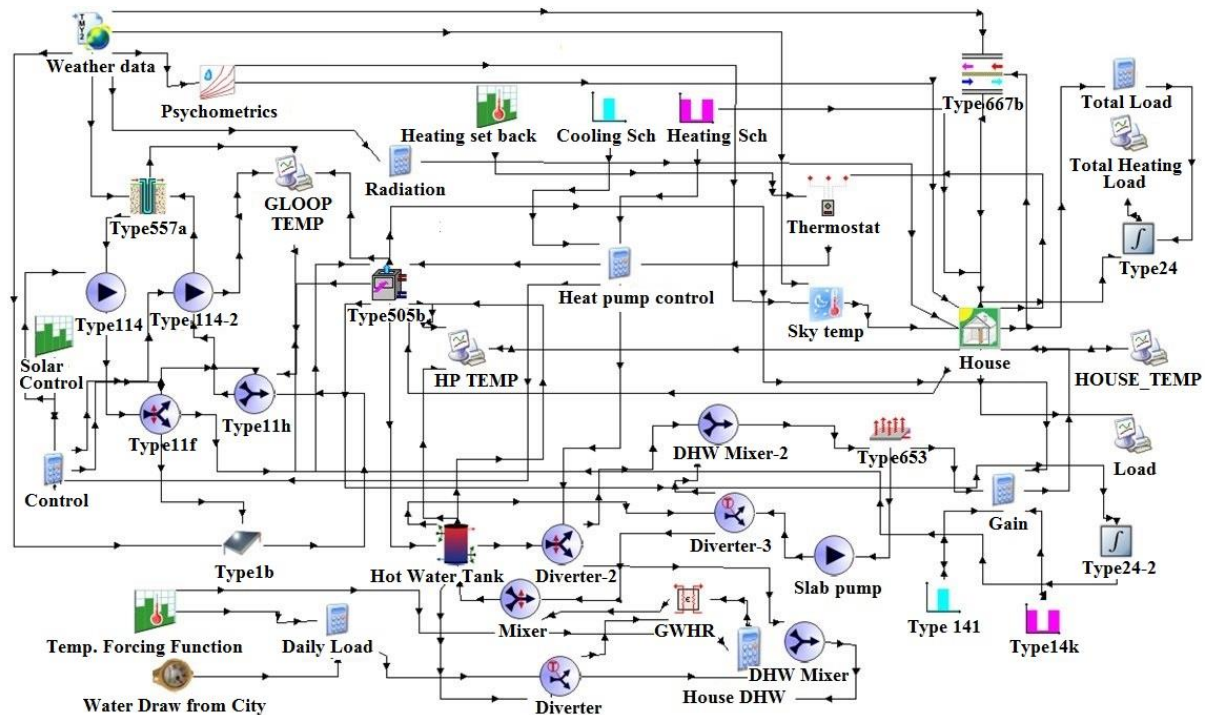 TMY2
Weather data
Psychometrics
Heating set back
Cooling Sch
Heating Sch
Type 667b
Total Load
Total Heating
Load
Radiation
GLOOP
TEMP
Type557a
Thermostat
Type24
Type114
Type114-2
Type505b
Heat pump control
Sky temp
House
Solar
Control
HP TEMP
HOUSE_TEMP
Type11f
Type11h
DHW Mixer-2
Type653
Load
Control
Gain
Type1b
Hot Water Tank
Diverter-2
Diverter-3
Slab pump
Type24-2
Mixer
GWHR
Type 141
Type14k
Temp. Forcing Function
Daily Load
House DHW
DHW Mixer
Water Draw from City
Diverter